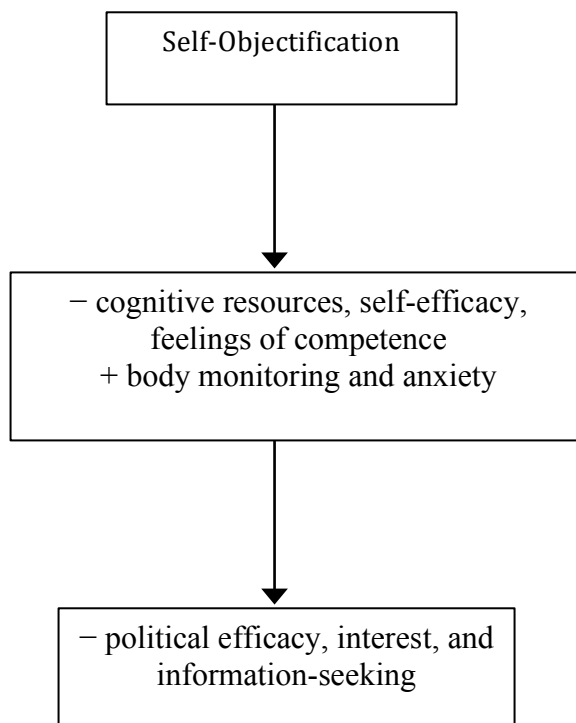 Self-Objectification
− cognitive resources, self-efficacy,
feelings of competence
+ body monitoring and anxiety
− political efficacy, interest, and
information-seeking